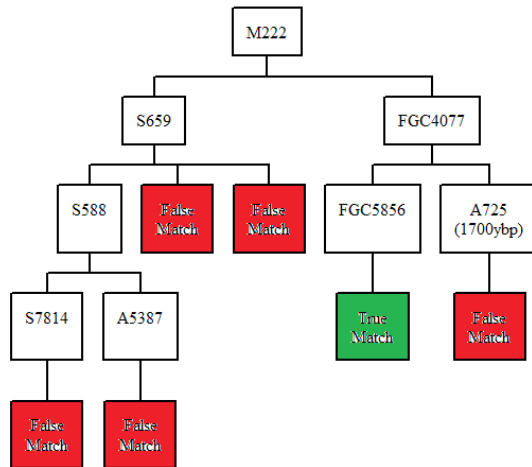 M222
S659
FGC4077
S588
False
Match
False
Match
FGC5856
A725
(1700ybp)
S7814
A5387
True
Match
False
Match
False
Match
False
Match